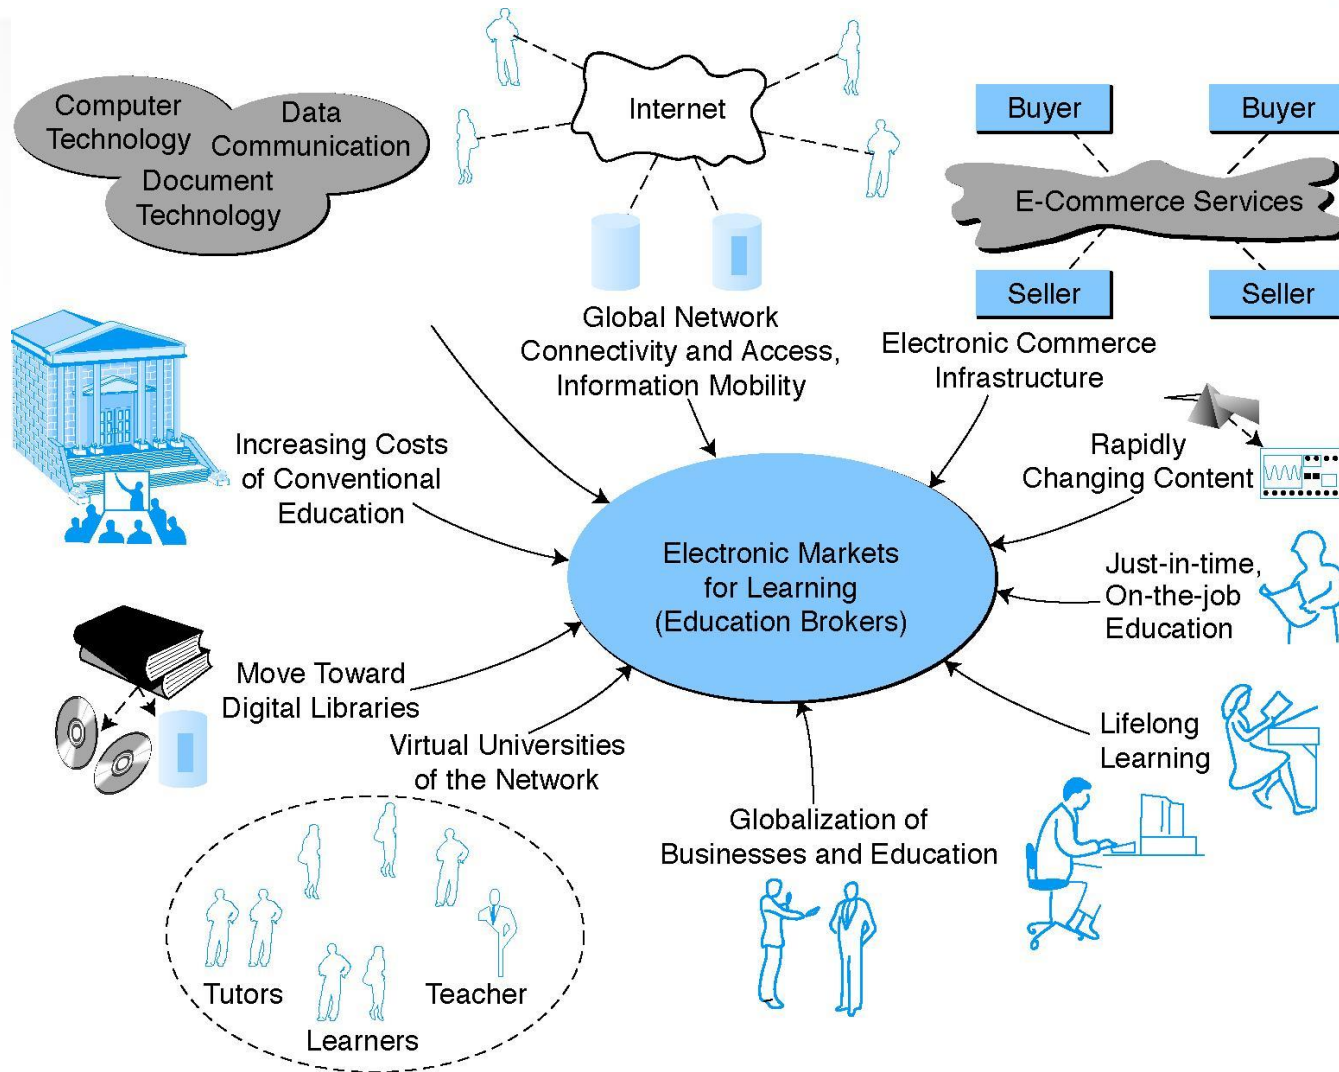 Computer
Technology
Data
Communication
Document
Technology
Internet
Buyer
Buyer
E-Commerce Services
Seller
Seller
Global Network
Connectivity and Access,
Information Mobility
Electronic Commerce
Infrastructure
Increasing Costs
of Conventional
Education
Rapidly
Changing Content
Electronic Markets
for Learning
(Education Brokers)
Just-in-time,
On-the-job
Education
Move Toward
Digital Libraries
Virtual Universities
of the Network
Lifelong
Learning
Globalization of
Businesses and Education
Tutors
Teacher
Learners